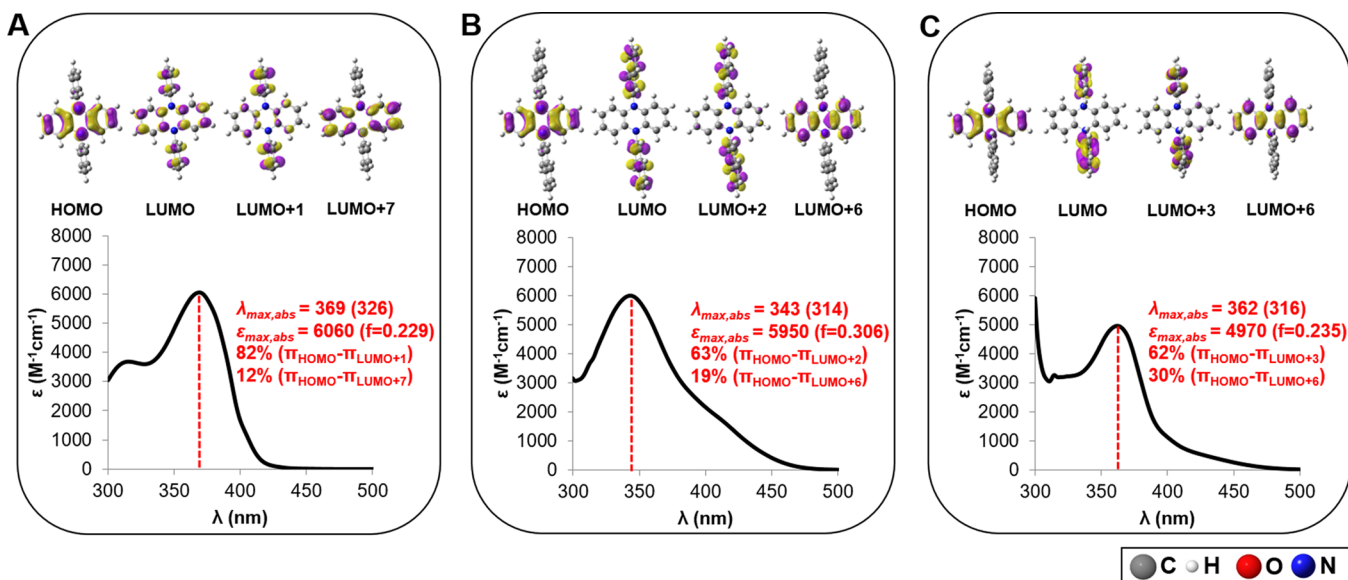 A
HOMO LUMO LUMO+1 LUMO+7
8000
7000
6000
5000
4000
3000
2000
1000
0
ε (M⁻¹cm⁻¹)
λmax,abs = 369 (326)
εmax,abs = 6060 (f=0.229)
82% (πHOMO-πLUMO+1)
12% (πHOMO-πLUMO+7)
300 350 400 450 500
λ (nm)
B
HOMO LUMO LUMO+2 LUMO+6
8000
7000
6000
5000
4000
3000
2000
1000
0
ε (M⁻¹cm⁻¹)
λmax,abs = 343 (314)
εmax,abs = 5950 (f=0.306)
63% (πHOMO-πLUMO+2)
19% (πHOMO-πLUMO+6)
300 350 400 450 500
λ (nm)
C
HOMO LUMO LUMO+3 LUMO+6
8000
7000
6000
5000
4000
3000
2000
1000
0
ε (M⁻¹cm⁻¹)
λmax,abs = 362 (316)
εmax,abs = 4970 (f=0.235)
62% (πHOMO-πLUMO+3)
30% (πHOMO-πLUMO+6)
300 350 400 450 500
λ (nm)
C H O N